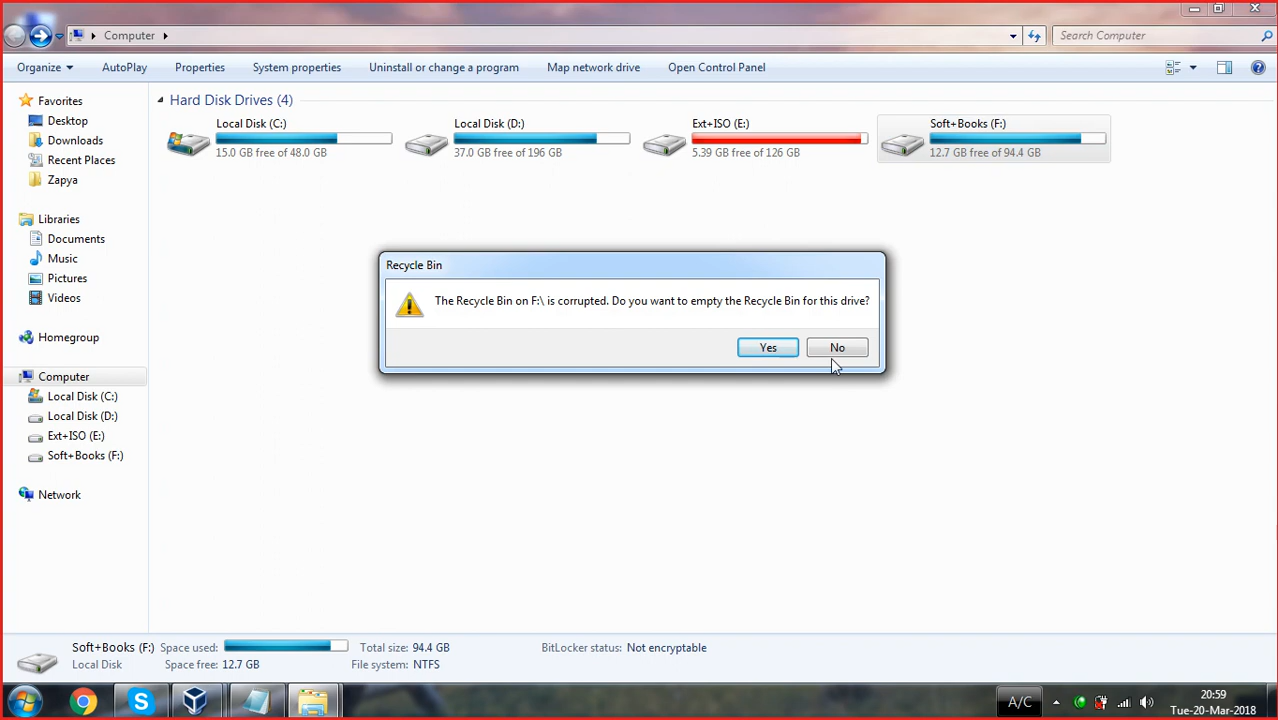 Computer
Search Computer
Organize AutoPlay Properties System properties Uninstall or change a program Map network drive Open Control Panel
Favorites
Desktop
Downloads
Recent Places
Zapya
Libraries
Documents
Music
Pictures
Videos
Homegroup
Computer
Local Disk (C:)
Local Disk (D:)
Ext+ISO (E:)
Soft+Books (F:)
Network
Hard Disk Drives (4)
Local Disk (C:)
15.0 GB free of 48.0 GB
Local Disk (D:)
37.0 GB free of 196 GB
Ext+ISO (E:)
5.39 GB free of 126 GB
Soft+Books (F:)
12.7 GB free of 94.4 GB
Recycle Bin
The Recycle Bin on F:\ is corrupted. Do you want to empty the Recycle Bin for this drive?
Yes No
Soft+Books (F:) Space used: Total size: 94.4 GB BitLocker status: Not encryptable
Local Disk Space free: 12.7 GB File system: NTFS
A/C
20:59
Tue-20-Mar-2018